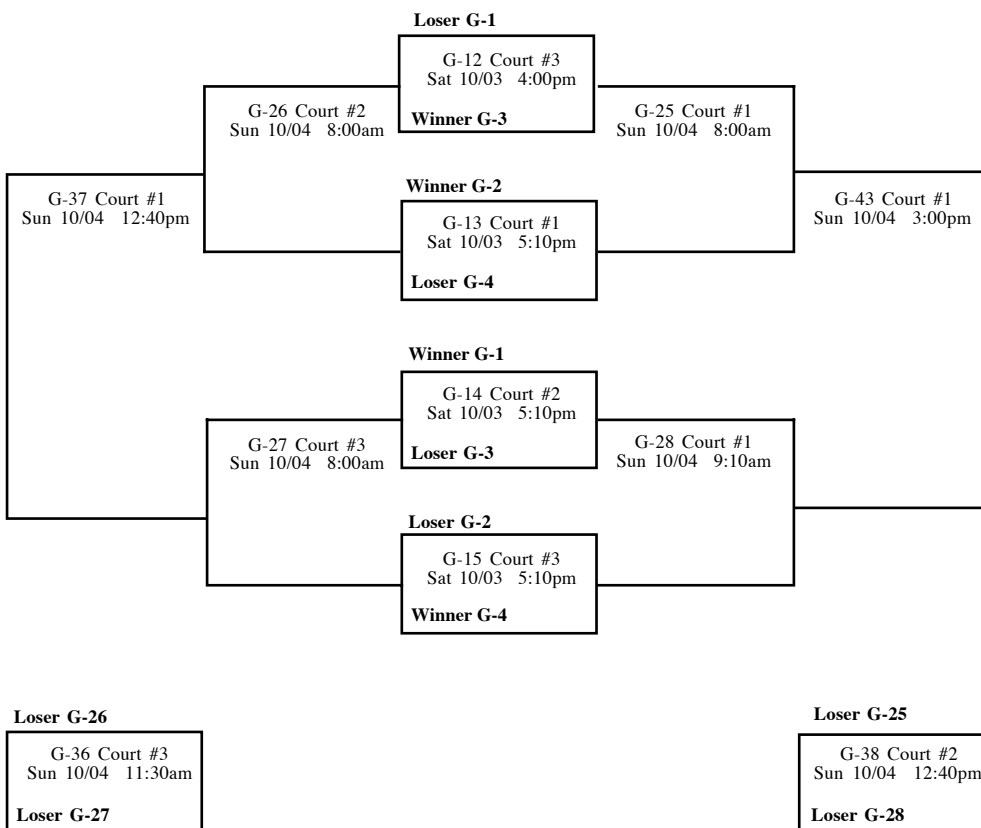 Loser G-1
G-12 Court #3
Sat 10/03 4:00pm
Winner G-3
G-26 Court #2
Sun 10/04 8:00am
G-25 Court #1
Sun 10/04 8:00am
Winner G-2
G-13 Court #1
Sat 10/03 5:10pm
Loser G-4
G-37 Court #1
Sun 10/04 12:40pm
G-43 Court #1
Sun 10/04 3:00pm
Winner G-1
G-14 Court #2
Sat 10/03 5:10pm
Loser G-3
G-27 Court #3
Sun 10/04 8:00am
G-28 Court #1
Sun 10/04 9:10am
Loser G-2
G-15 Court #3
Sat 10/03 5:10pm
Winner G-4
Loser G-26
G-36 Court #3
Sun 10/04 11:30am
Loser G-27
Loser G-25
G-38 Court #2
Sun 10/04 12:40pm
Loser G-28